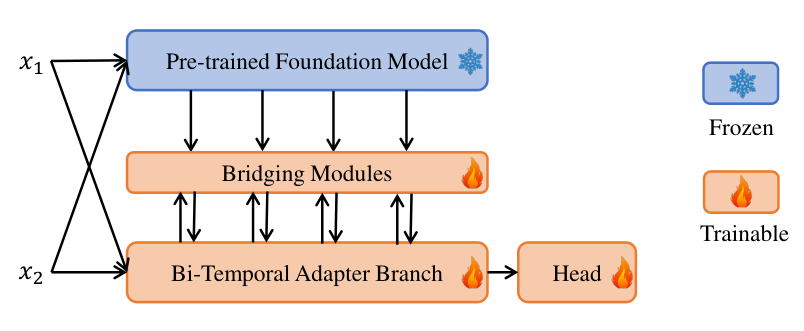 x₁
Pre-trained Foundation Model
Frozen
Bridging Modules
Trainable
x₂
Bi-Temporal Adapter Branch
Head